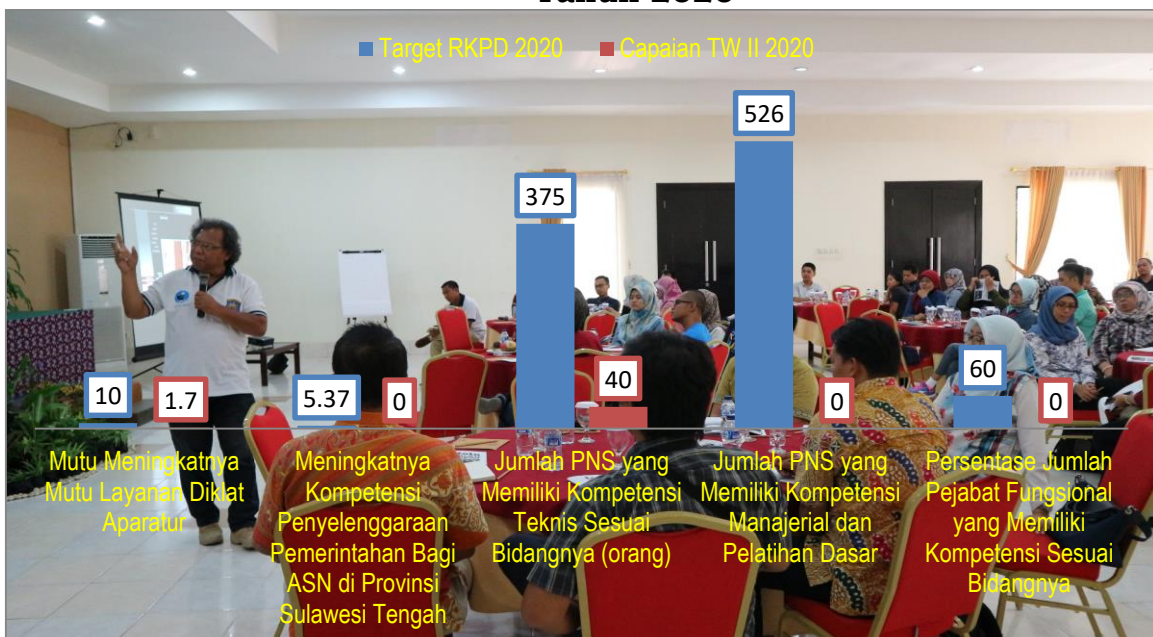 Tahun 2020
Target RKPD 2020 Capaian TW II 2020
526
375
60
40
10 1.7 5.37 0 0 0
Mutu Meningkatnya
Mutu Layanan Diklat
Aparatur
Meningkatnya
Kompetensi
Penyelenggaraan
Pemerintahan Bagi
ASN di Provinsi
Sulawesi Tengah
Jumlah PNS yang
Memiliki Kompetensi
Teknis Sesuai
Bidangnya (orang)
Jumlah PNS yang
Memiliki Kompetensi
Manajerial dan
Pelatihan Dasar
Persentase Jumlah
Pejabat Fungsional
yang Memiliki
Kompetensi Sesuai
Bidangnya